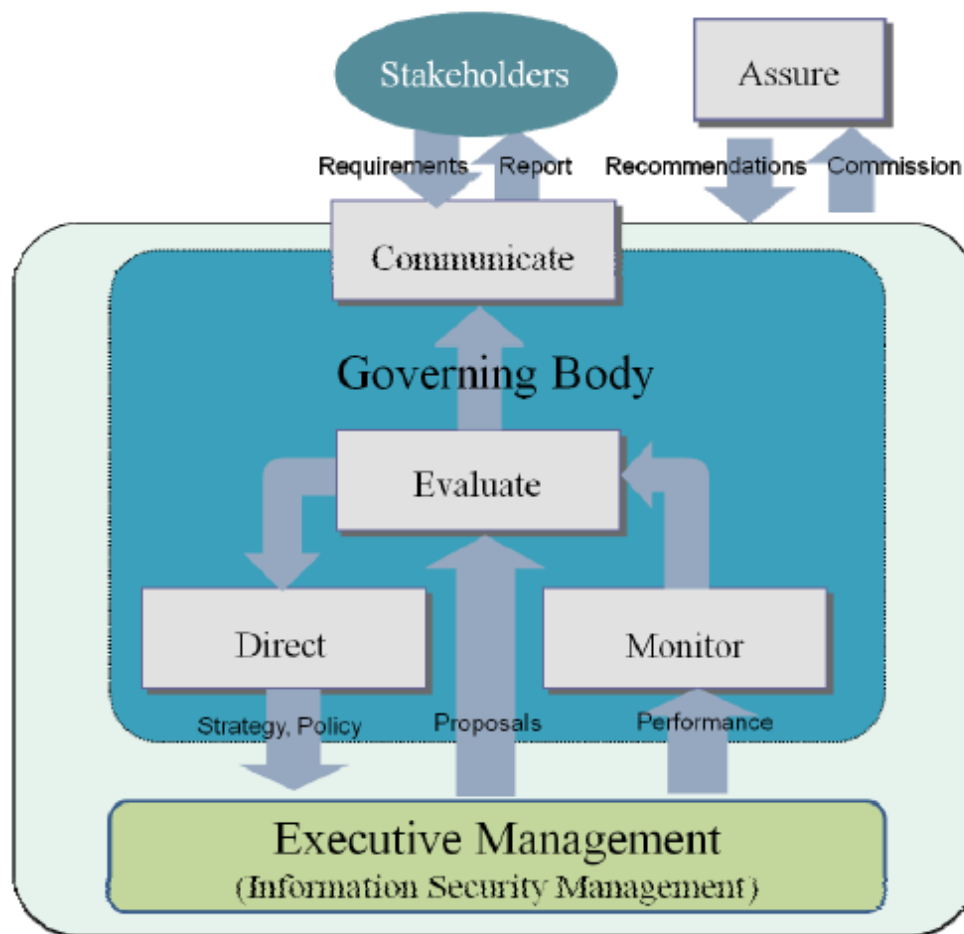 Stakeholders
Assure
Requirements
Report
Recommendations
Commission
Communicate
Governing Body
Evaluate
Direct
Monitor
Strategy, Policy
Proposals
Performance
Executive Management
(Information Security Management)